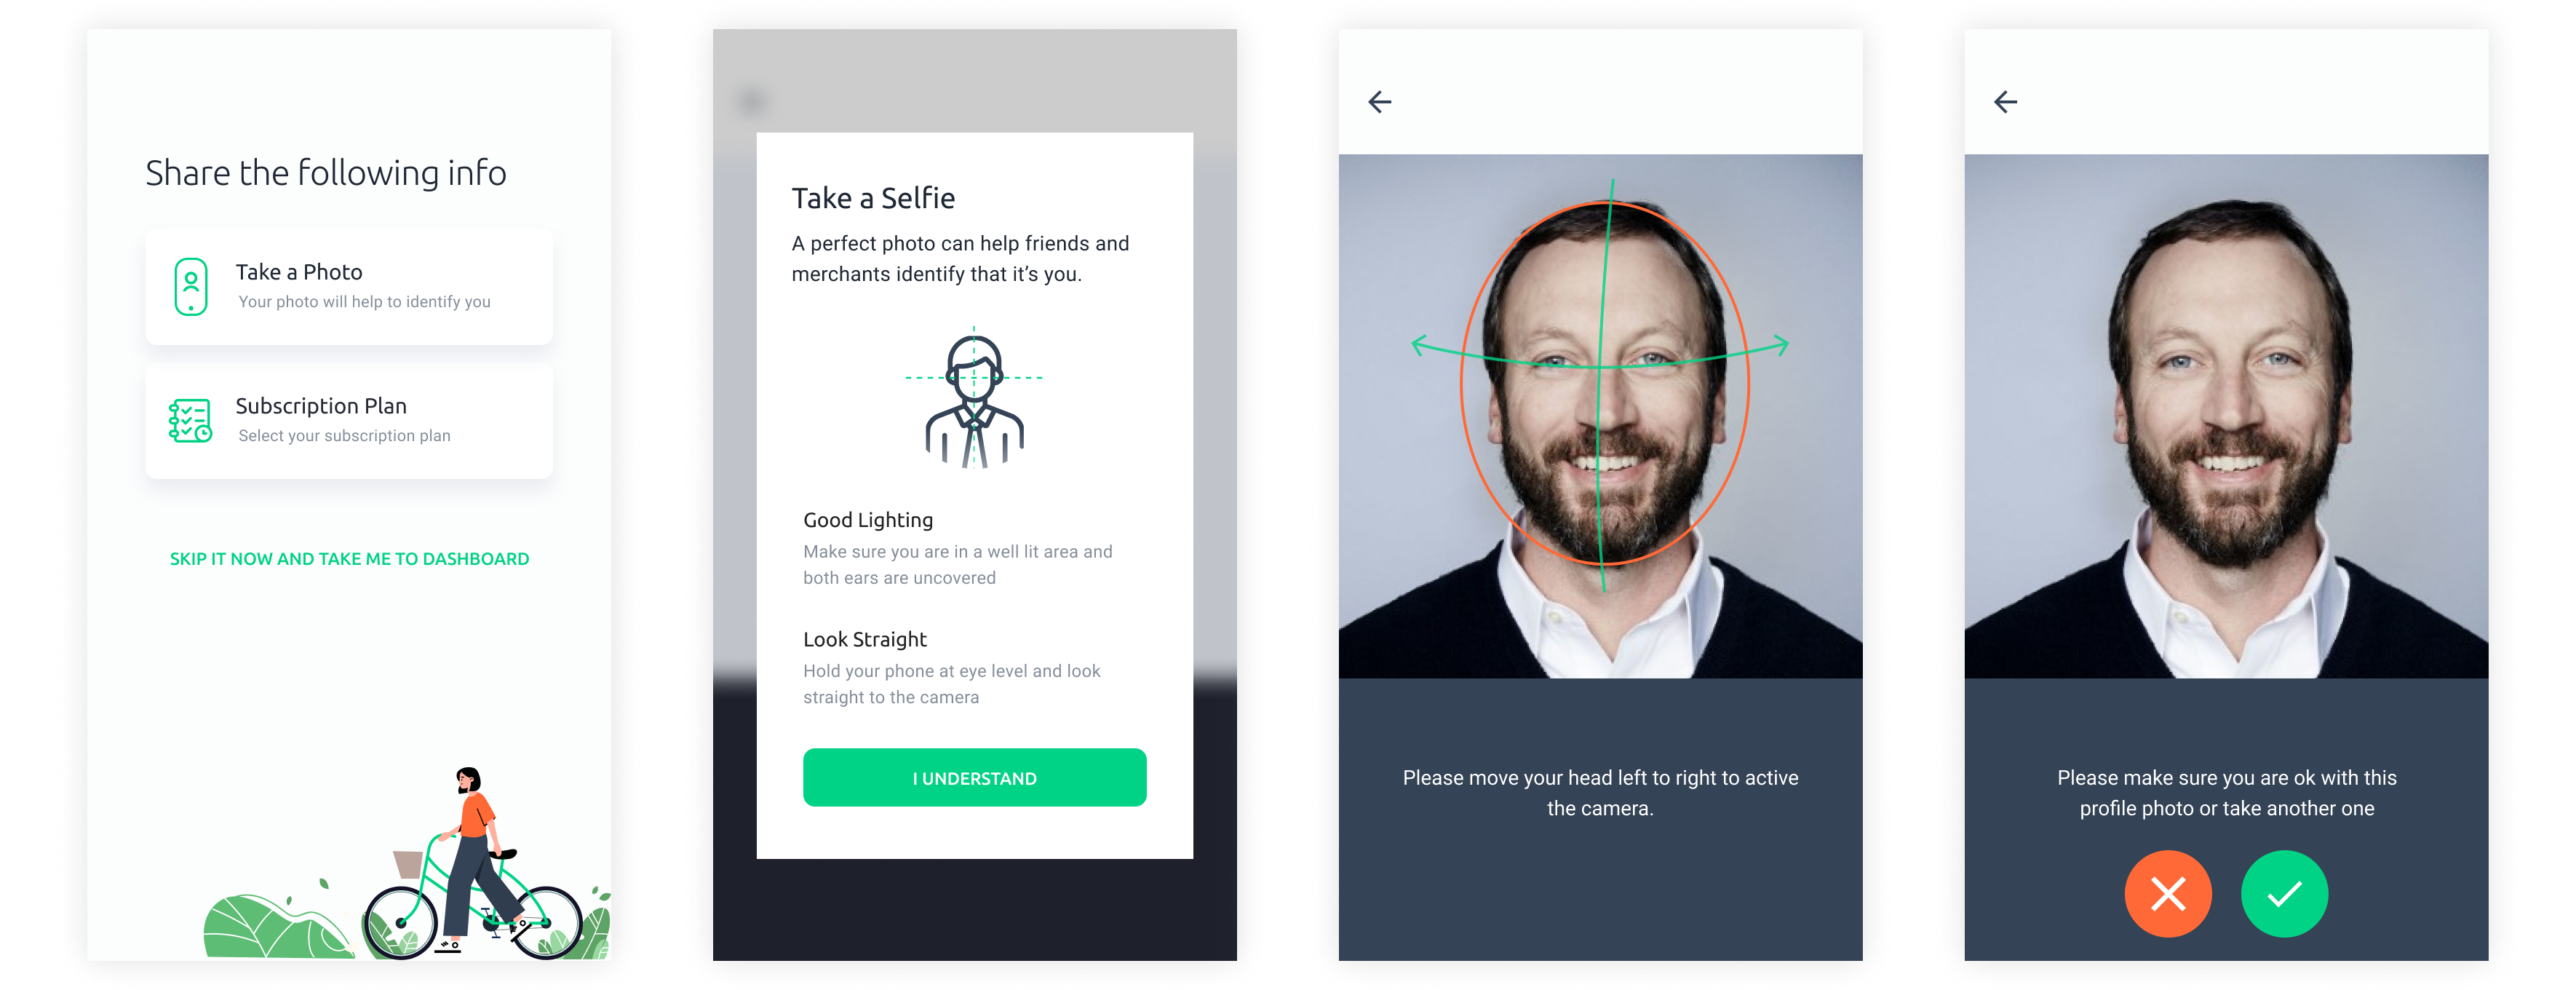 Share the following info
Take a Photo
Your photo will help to identify you
Subscription Plan
Select your subscription plan
SKIP IT NOW AND TAKE ME TO DASHBOARD
Take a Selfie
A perfect photo can help friends and
merchants identify that it’s you.
Good Lighting
Make sure you are in a well lit area and
both ears are uncovered
Look Straight
Hold your phone at eye level and look
straight to the camera
I UNDERSTAND
Please move your head left to right to active
the camera.
Please make sure you are ok with this
profile photo or take another one